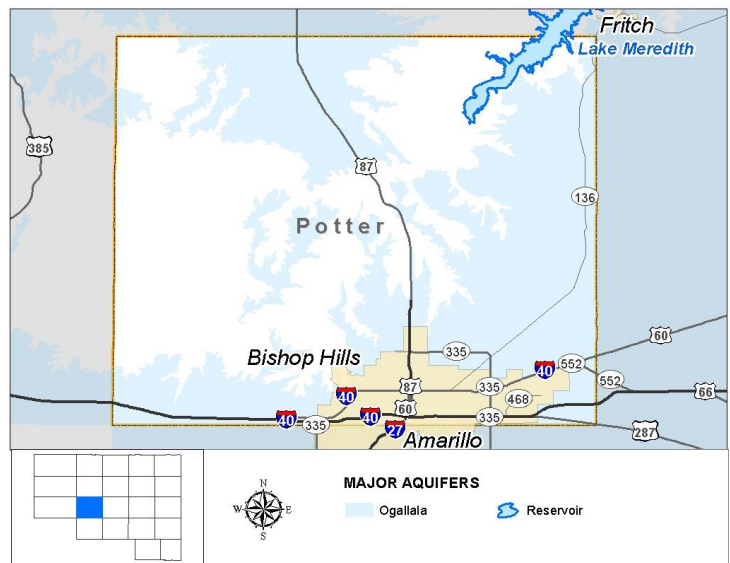 Fritch
Lake Meredith
385
87
136
Potter
Bishop Hills
335
60
552
40
552
87
335
40
66
468
60
40
40
335
335
27
287
Amarillo
N
W E
S
MAJOR AQUIFERS
Ogallala
Reservoir